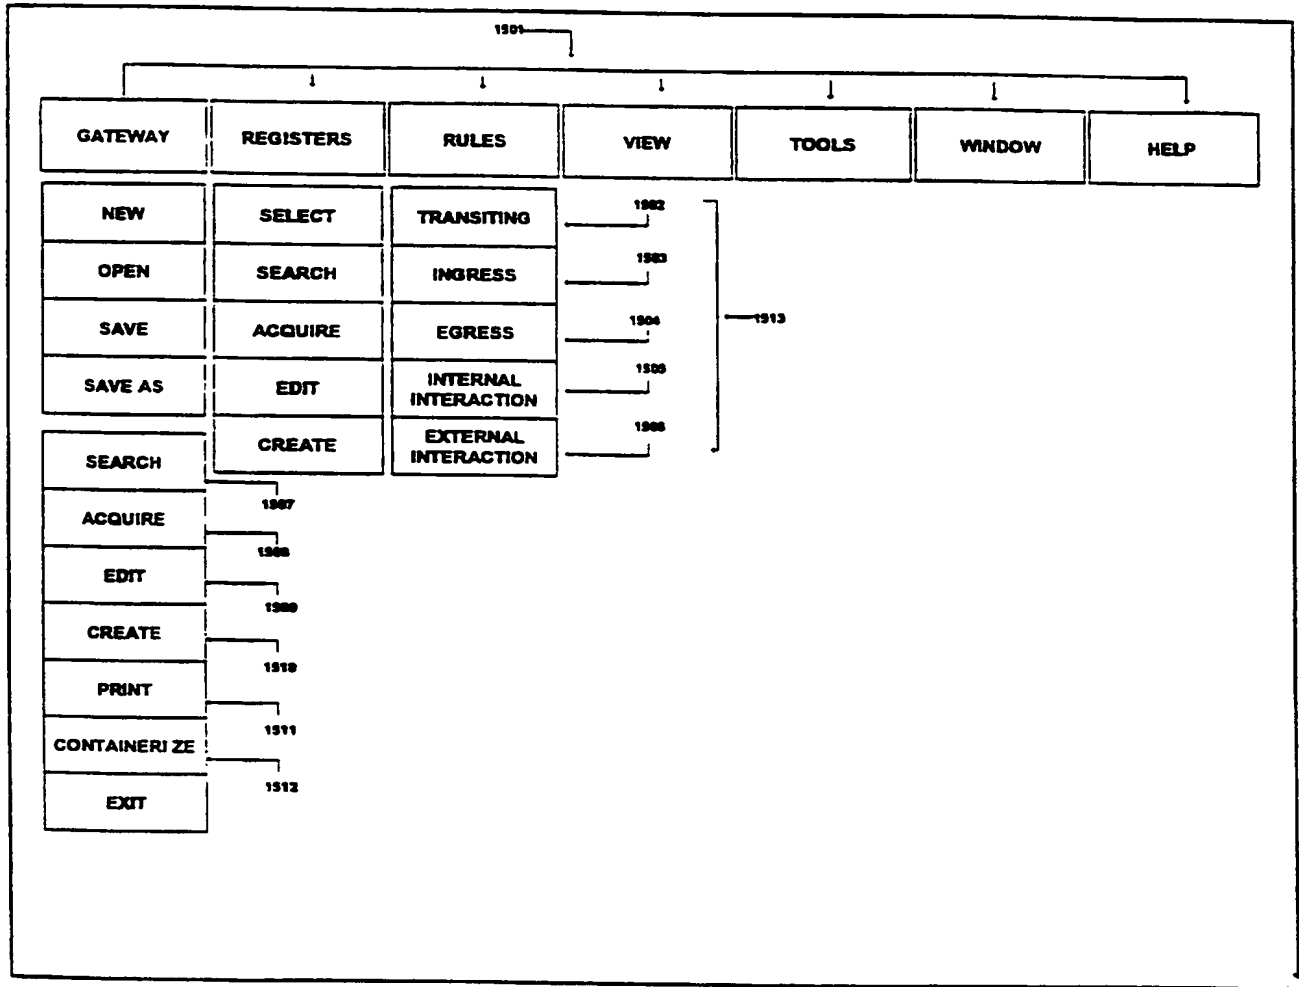 1501
GATEWAY REGISTERS RULES VIEW TOOLS WINDOW HELP
NEW SELECT TRANSITING 1502
OPEN SEARCH INGRESS 1503
SAVE ACQUIRE EGRESS 1504
1513
SAVE AS EDIT INTERNAL INTERACTION 1505
CREATE EXTERNAL INTERACTION 1506
SEARCH
1507
ACQUIRE
1508
EDIT
1509
CREATE
1510
PRINT
1511
CONTAINERIZE
1512
EXIT